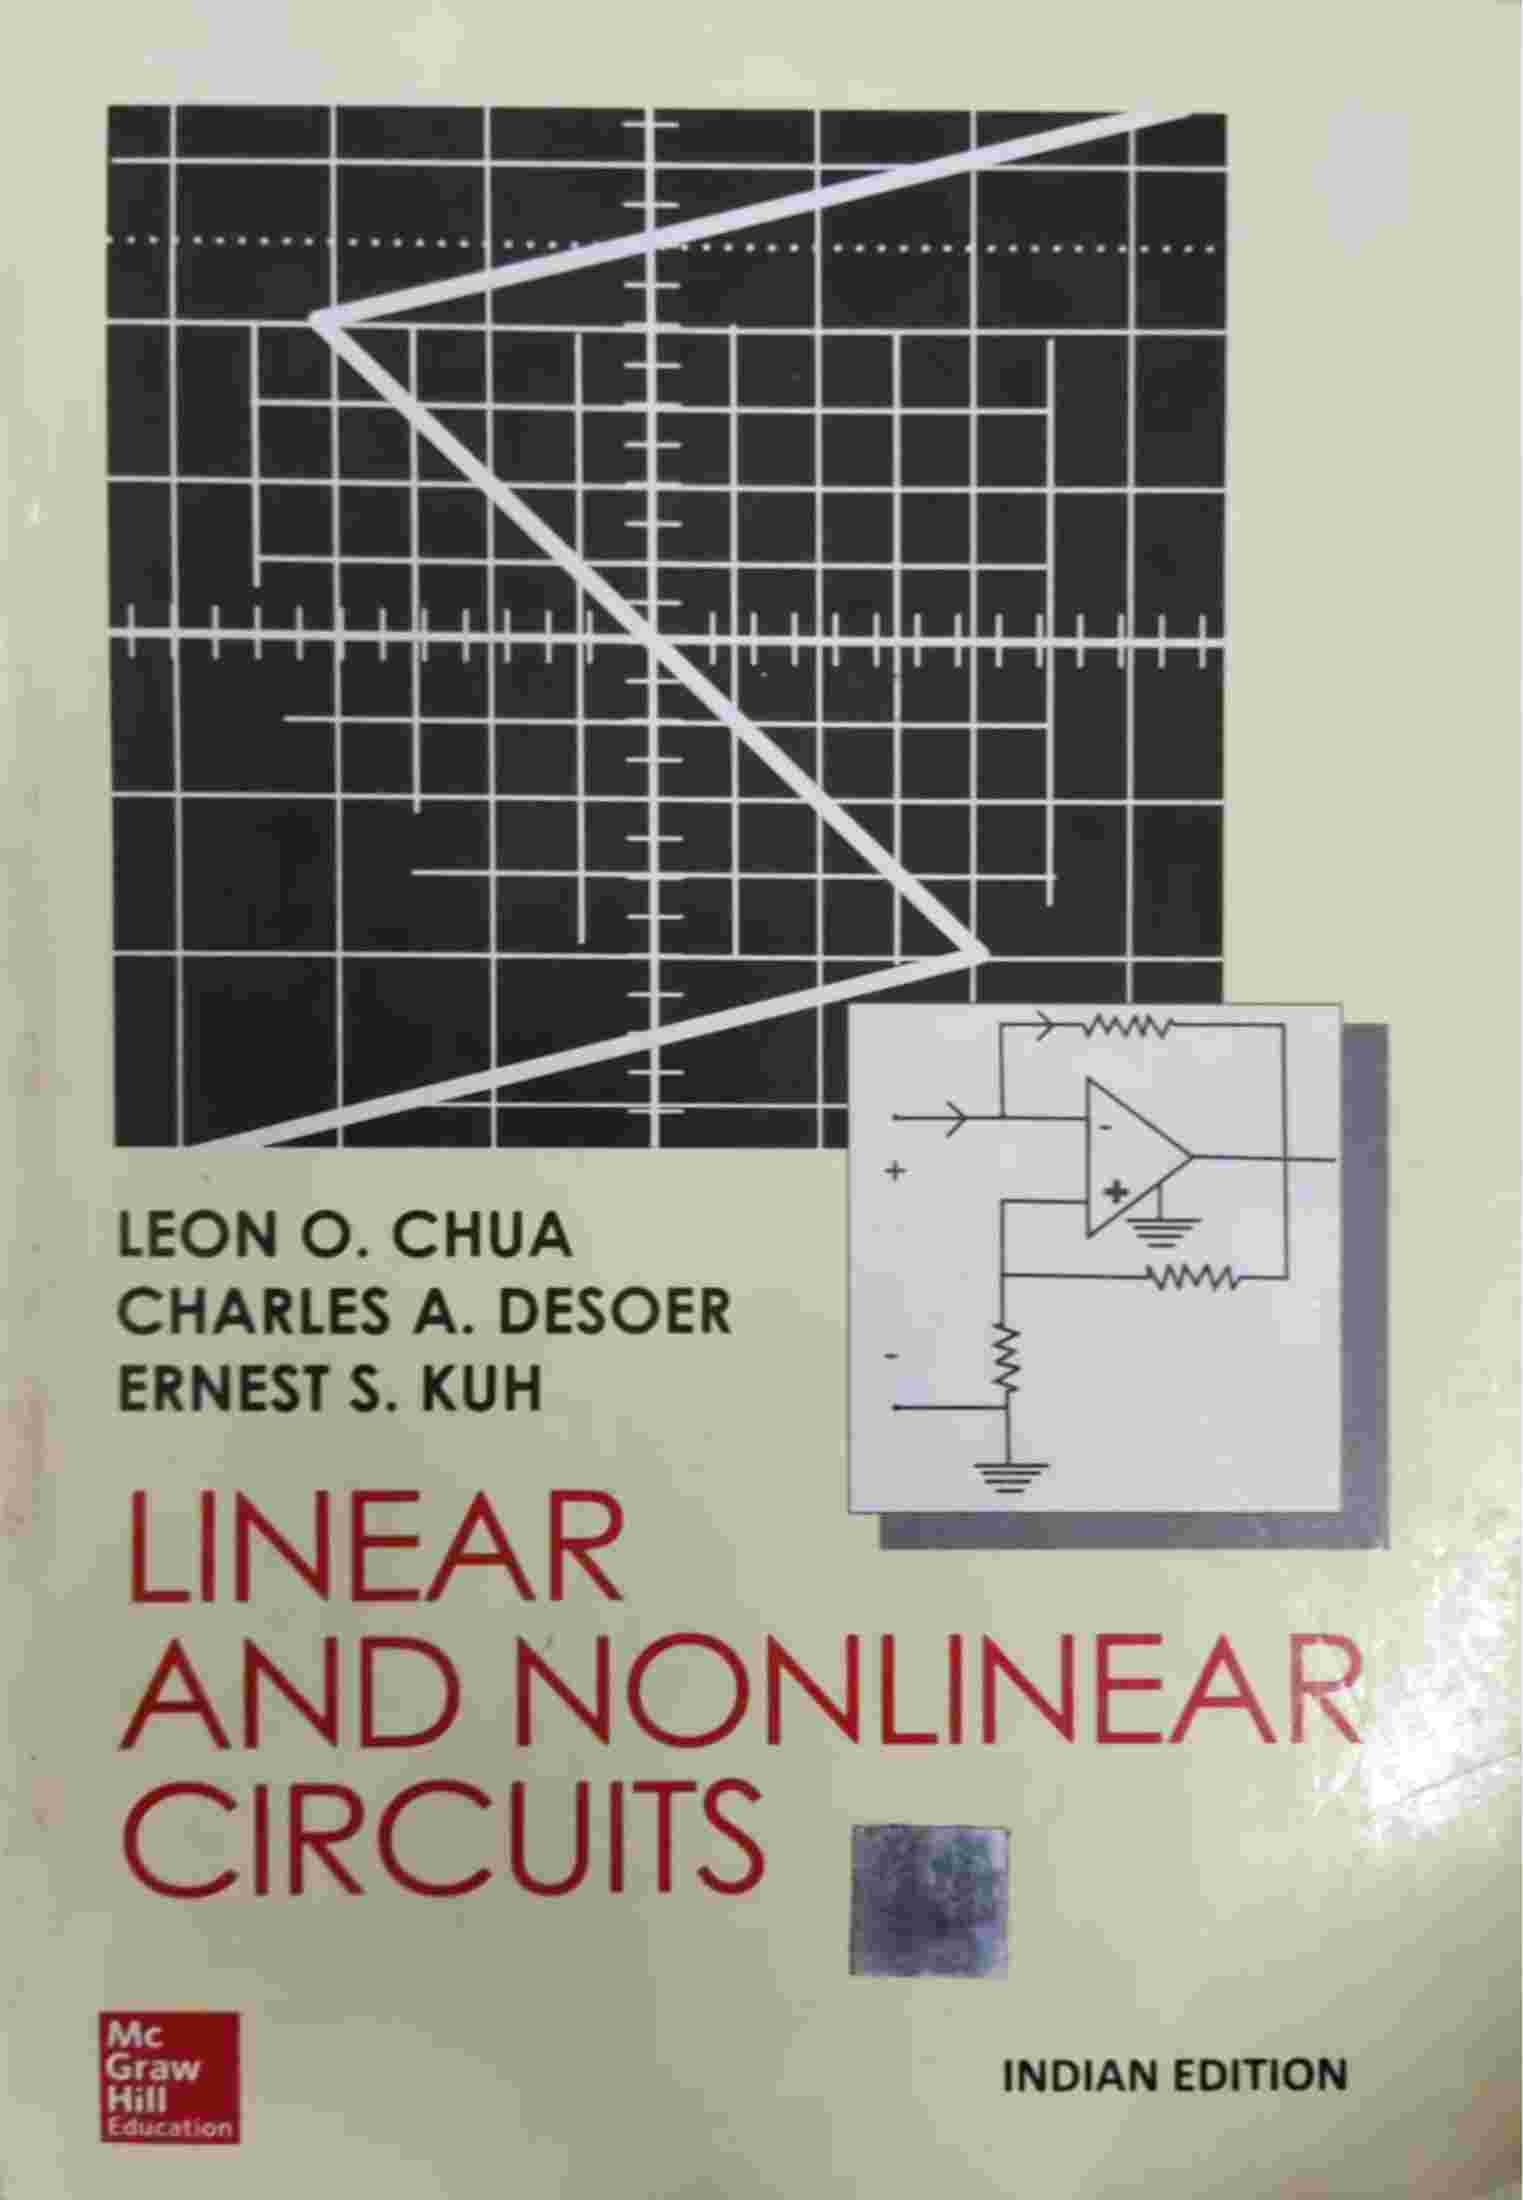 -
+
+
-
LEON O. CHUA
CHARLES A. DESOER
ERNEST S. KUH
LINEAR
AND NONLINEAR
CIRCUITS
Mc
Graw
Hill
Education
INDIAN EDITION